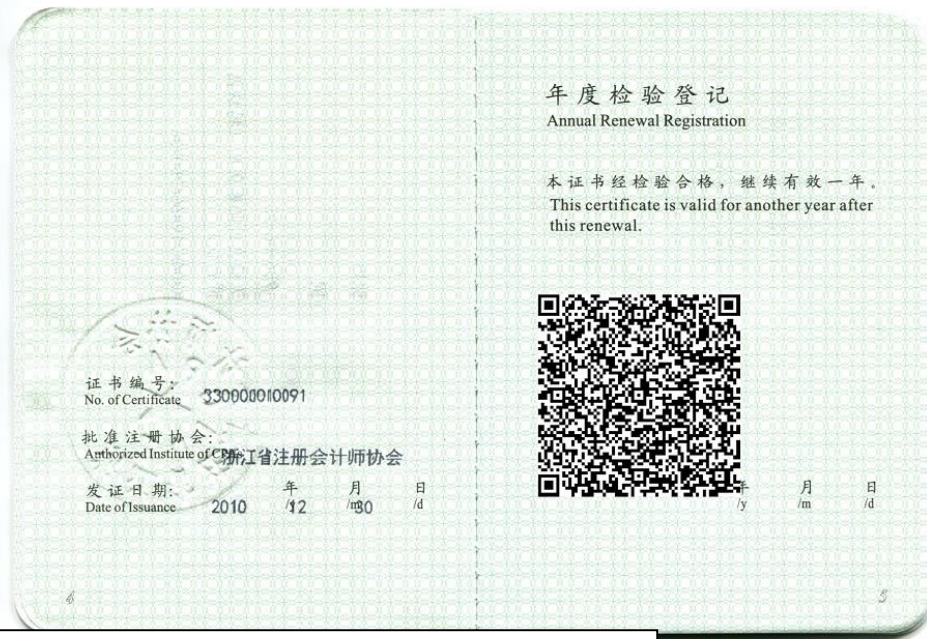 证书编号:
No. of Certificate 330000010091
批准注册协会:
Authorized Institute of CPAs 浙江省注册会计师协会
发证日期: 年 月 日
Date of Issuance 2010 /y 12 /m 30 /d
4
年度检验登记
Annual Renewal Registration
本证书经检验合格，继续有效一年。
This certificate is valid for another year after
this renewal.
年 月 日
/y /m /d
5